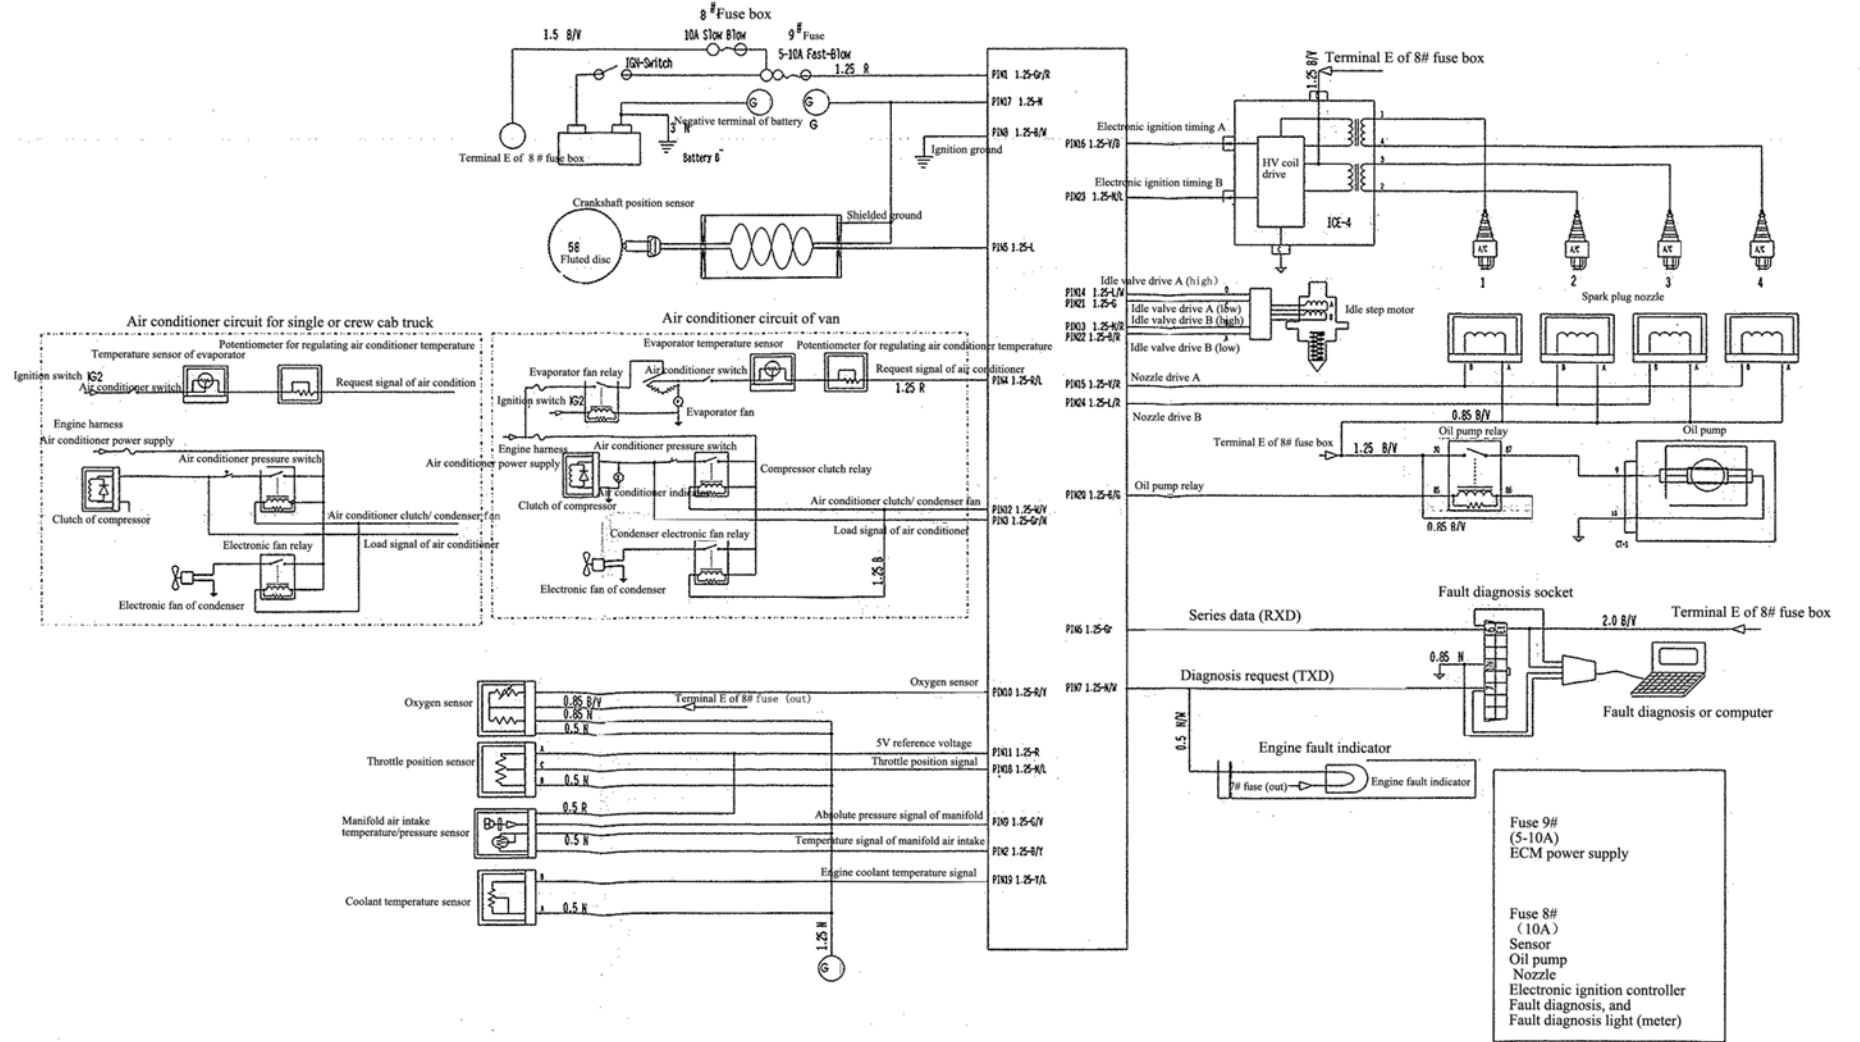 8 # Fuse box
1.5 B/V
10A Slow Blow
9 # Fuse
5-10A Fast-Blow
IGN-Switch
1.25 R
G
G
G
Negative terminal of battery
3 N
Terminal E of 8 # fuse box
Battery B-
Ignition ground
Crankshaft position sensor
Shielded ground
58
Fluted disc
PIN1 1.25-Gr/R
PIN17 1.25-N
PIN8 1.25-B/W
PIN5 1.25-L
Terminal E of 8# fuse box
1.25 B/V
Electronic ignition timing A
PIN16 1.25-V/B
Electronic ignition timing B
PIN23 1.25-N/L
HV coil
drive
ICE-4
C
1
4
3
2
A/C
A/C
A/C
A/C
1
2
3
4
Spark plug nozzle
Idle valve drive A (high)
PIN14 1.25-L/W
PIN21 1.25-G
Idle valve drive A (low)
Idle valve drive B (high)
PIN13 1.25-N/R
PIN22 1.25-B/R
Idle valve drive B (low)
A
B
Idle step motor
Air conditioner circuit for single or crew cab truck
Potentiometer for regulating air conditioner temperature
Temperature sensor of evaporator
Ignition switch IG2
Air conditioner switch
Request signal of air condition
Engine harness
Air conditioner power supply
Air conditioner pressure switch
Clutch of compressor
Air conditioner clutch/ condenser fan
Load signal of air conditioner
Electronic fan relay
Electronic fan of condenser
Air conditioner circuit of van
Evaporator temperature sensor
Potentiometer for regulating air conditioner temperature
Evaporator fan relay
Air conditioner switch
Request signal of air conditioner
1.25 R
PIN4 1.25-R/L
Ignition switch IG2
Evaporator fan
Engine harness
Air conditioner power supply
Air conditioner pressure switch
Compressor clutch relay
Air conditioner indicator
Clutch of compressor
Air conditioner clutch/ condenser fan
PIN12 1.25-W/V
PIN3 1.25-Gr/W
Load signal of air conditioner
Condenser electronic fan relay
1.25 B
Electronic fan of condenser
B
A
B
A
B
A
B
A
PIN15 1.25-V/R
Nozzle drive A
PIN24 1.25-L/R
Nozzle drive B
0.85 B/V
Terminal E of 8# fuse box
1.25 B/V
Oil pump relay
Oil pump
30
87
85
86
9
PIN20 1.25-B/G
Oil pump relay
0.85 B/V
CT-1
Fault diagnosis socket
PIN6 1.25-Gr
Series data (RXD)
2.0 B/V
Terminal E of 8# fuse box
0.85 N
PIN7 1.25-N/W
Diagnosis request (TXD)
Fault diagnosis or computer
0.5 N/W
Engine fault indicator
7# fuse (out)
Engine fault indicator
Oxygen sensor
Oxygen sensor
PIN10 1.25-R/Y
0.85 B/V
Terminal E of 8# fuse (out)
0.85 N
0.5 N
Throttle position sensor
A
C
B
5V reference voltage
PIN11 1.25-R
Throttle position signal
PIN18 1.25-N/L
0.5 N
Manifold air intake
temperature/pressure sensor
0.5 R
Absolute pressure signal of manifold
PIN9 1.25-G/V
0.5 N
Temperature signal of manifold air intake
PIN2 1.25-B/Y
Coolant temperature sensor
B
A
Engine coolant temperature signal
PIN19 1.25-Y/L
0.5 N
1.25 N
G
Fuse 9#
(5-10A)
ECM power supply
Fuse 8#
(10A)
Sensor
Oil pump
Nozzle
Electronic ignition controller
Fault diagnosis, and
Fault diagnosis light (meter)